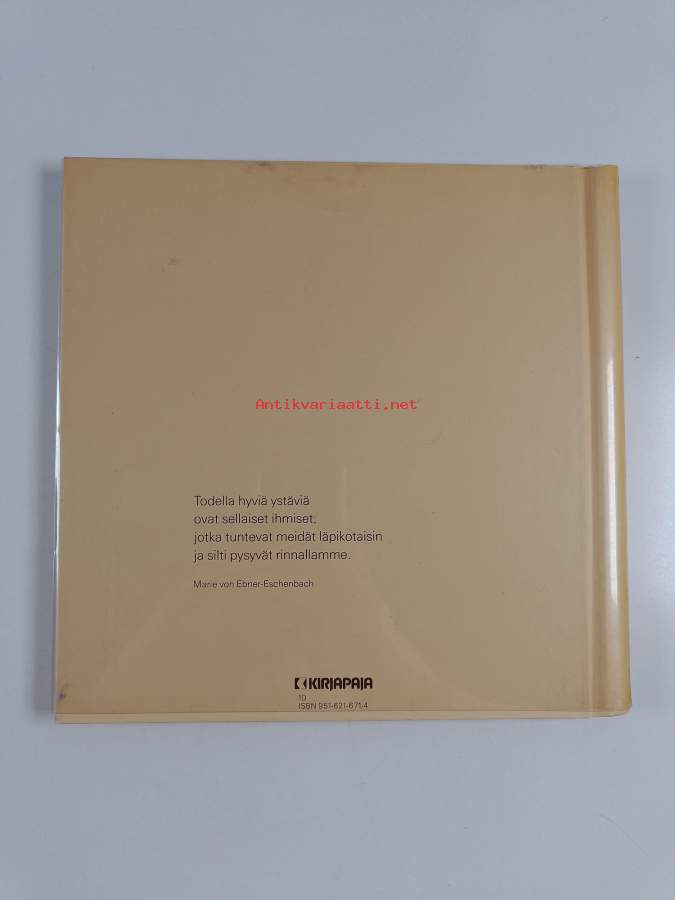 Antikvariaatti.net
Todella hyviä ystäviä
ovat sellaiset ihmiset,
jotka tuntevat meidät läpikotaisin
ja silti pysyvät rinnallamme.
Marie von Ebner-Eschenbach
KIRJAPAJA
10
ISBN 951-621-671-4